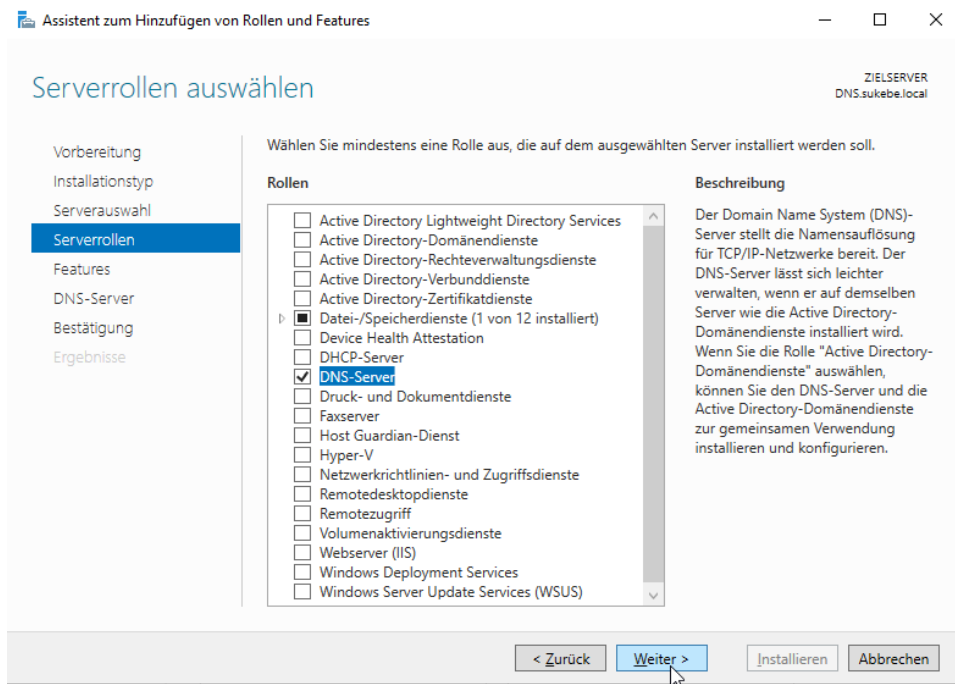 Assistent zum Hinzufügen von Rollen und Features
Serverrollen auswählen
ZIELSERVER
DNS.sukebe.local
Vorbereitung
Installationstyp
Serverauswahl
Serverrollen
Features
DNS-Server
Bestätigung
Ergebnisse
Wählen Sie mindestens eine Rolle aus, die auf dem ausgewählten Server installiert werden soll.
Rollen
Active Directory Lightweight Directory Services
Active Directory-Domänendienste
Active Directory-Rechteverwaltungsdienste
Active Directory-Verbunddienste
Active Directory-Zertifikatdienste
Datei-/Speicherdienste (1 von 12 installiert)
Device Health Attestation
DHCP-Server
DNS-Server
Druck- und Dokumentdienste
Faxserver
Host Guardian-Dienst
Hyper-V
Netzwerkrichtlinien- und Zugriffsdienste
Remotedesktopdienste
Remotezugriff
Volumenaktivierungsdienste
Webserver (IIS)
Windows Deployment Services
Windows Server Update Services (WSUS)
Beschreibung
Der Domain Name System (DNS)-
Server stellt die Namensauflösung
für TCP/IP-Netzwerke bereit. Der
DNS-Server lässt sich leichter
verwalten, wenn er auf demselben
Server wie die Active Directory-
Domänendienste installiert wird.
Wenn Sie die Rolle "Active Directory-
Domänendienste" auswählen,
können Sie den DNS-Server und die
Active Directory-Domänendienste
zur gemeinsamen Verwendung
installieren und konfigurieren.
< Zurück
Weiter >
Installieren
Abbrechen